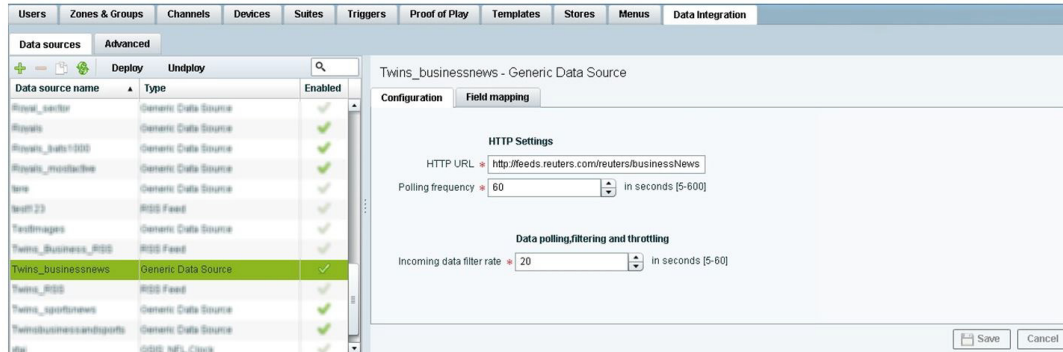 Users Zones & Groups Channels Devices Suites Triggers Proof of Play Templates Stores Menus Data Integration
Data sources Advanced
Deploy Unploy
Data source name Type Enabled
Royal_sector Generic Data Source
Royals Generic Data Source
Royals_bats1000 Generic Data Source
Royals_mostactive Generic Data Source
Generic Data Source
test123 RSS Feed
TestImages Generic Data Source
Twins_Business_RSS RSS Feed
Twins_businessnews Generic Data Source
Twins_RSS RSS Feed
Twins_sportsnews Generic Data Source
Twinsbusinessandsports Generic Data Source
Twins_businessnews - Generic Data Source
Configuration Field mapping
HTTP Settings
HTTP URL * http://feeds.reuters.com/reuters/businessNews
Polling frequency * 60 in seconds [5-600]
Data polling,filtering and throttling
Incoming data filter rate * 20 in seconds [5-60]
Save Cancel